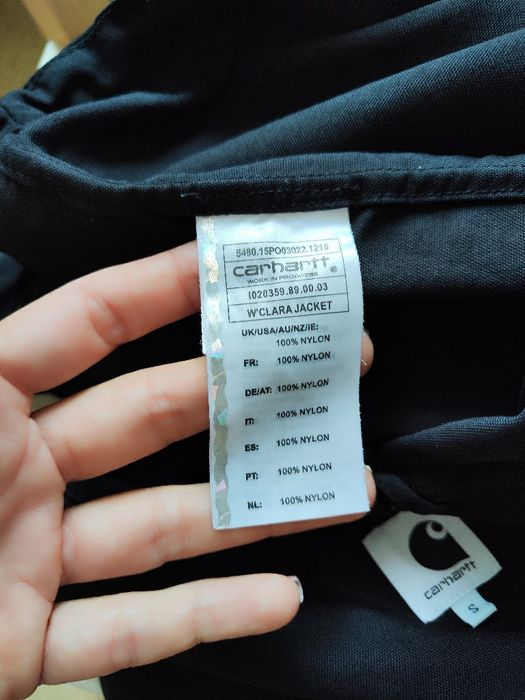 5480.15PO03022.1215
carhartt®
WORK IN PROGRESS
I020359.89.00.03
W'CLARA JACKET
UK/USA/AU/NZ/IE:
100% NYLON
FR: 100% NYLON
DE/AT: 100% NYLON
IT: 100% NYLON
ES: 100% NYLON
PT: 100% NYLON
NL: 100% NYLON
carhartt
S